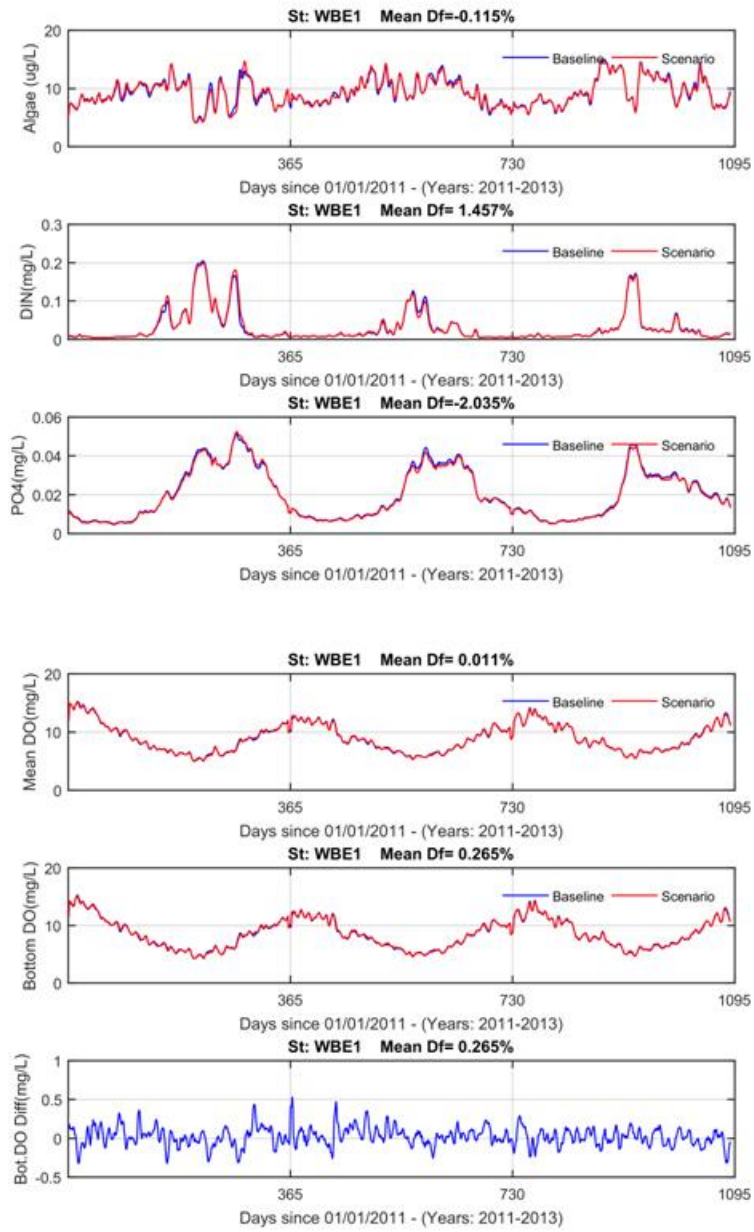 St: WBE1 Mean Df=-0.115%
20
Baseline Scenario
10
Algae (ug/L)
0
365 730 1095
Days since 01/01/2011 - (Years: 2011-2013)
St: WBE1 Mean Df= 1.457%
0.3
Baseline Scenario
0.2
DIN(mg/L)
0.1
0
365 730 1095
Days since 01/01/2011 - (Years: 2011-2013)
St: WBE1 Mean Df=-2.035%
0.06
Baseline Scenario
0.04
PO4(mg/L)
0.02
0
365 730 1095
Days since 01/01/2011 - (Years: 2011-2013)
St: WBE1 Mean Df= 0.011%
20
Baseline Scenario
10
Mean DO(mg/L)
0
365 730 1095
Days since 01/01/2011 - (Years: 2011-2013)
St: WBE1 Mean Df= 0.265%
20
Baseline Scenario
10
Bottom DO(mg/L)
0
365 730 1095
Days since 01/01/2011 - (Years: 2011-2013)
St: WBE1 Mean Df= 0.265%
1
0.5
Bot.DO Diff(mg/L)
0
-0.5
365 730 1095
Days since 01/01/2011 - (Years: 2011-2013)